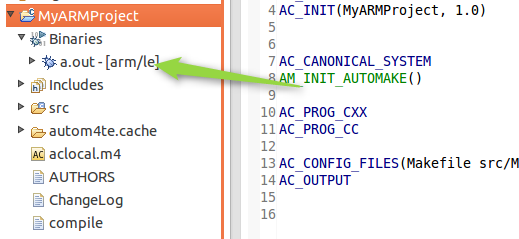 MyARMProject
Binaries
a.out - [arm/le]
Includes
src
autom4te.cache
aclocal.m4
AUTHORS
ChangeLog
compile
4 AC_INIT(MyARMProject, 1.0)
5
6
7 AC_CANONICAL_SYSTEM
8 AM_INIT_AUTOMAKE()
9
10 AC_PROG_CXX
11 AC_PROG_CC
12
13 AC_CONFIG_FILES(Makefile src/M
14 AC_OUTPUT
15
16